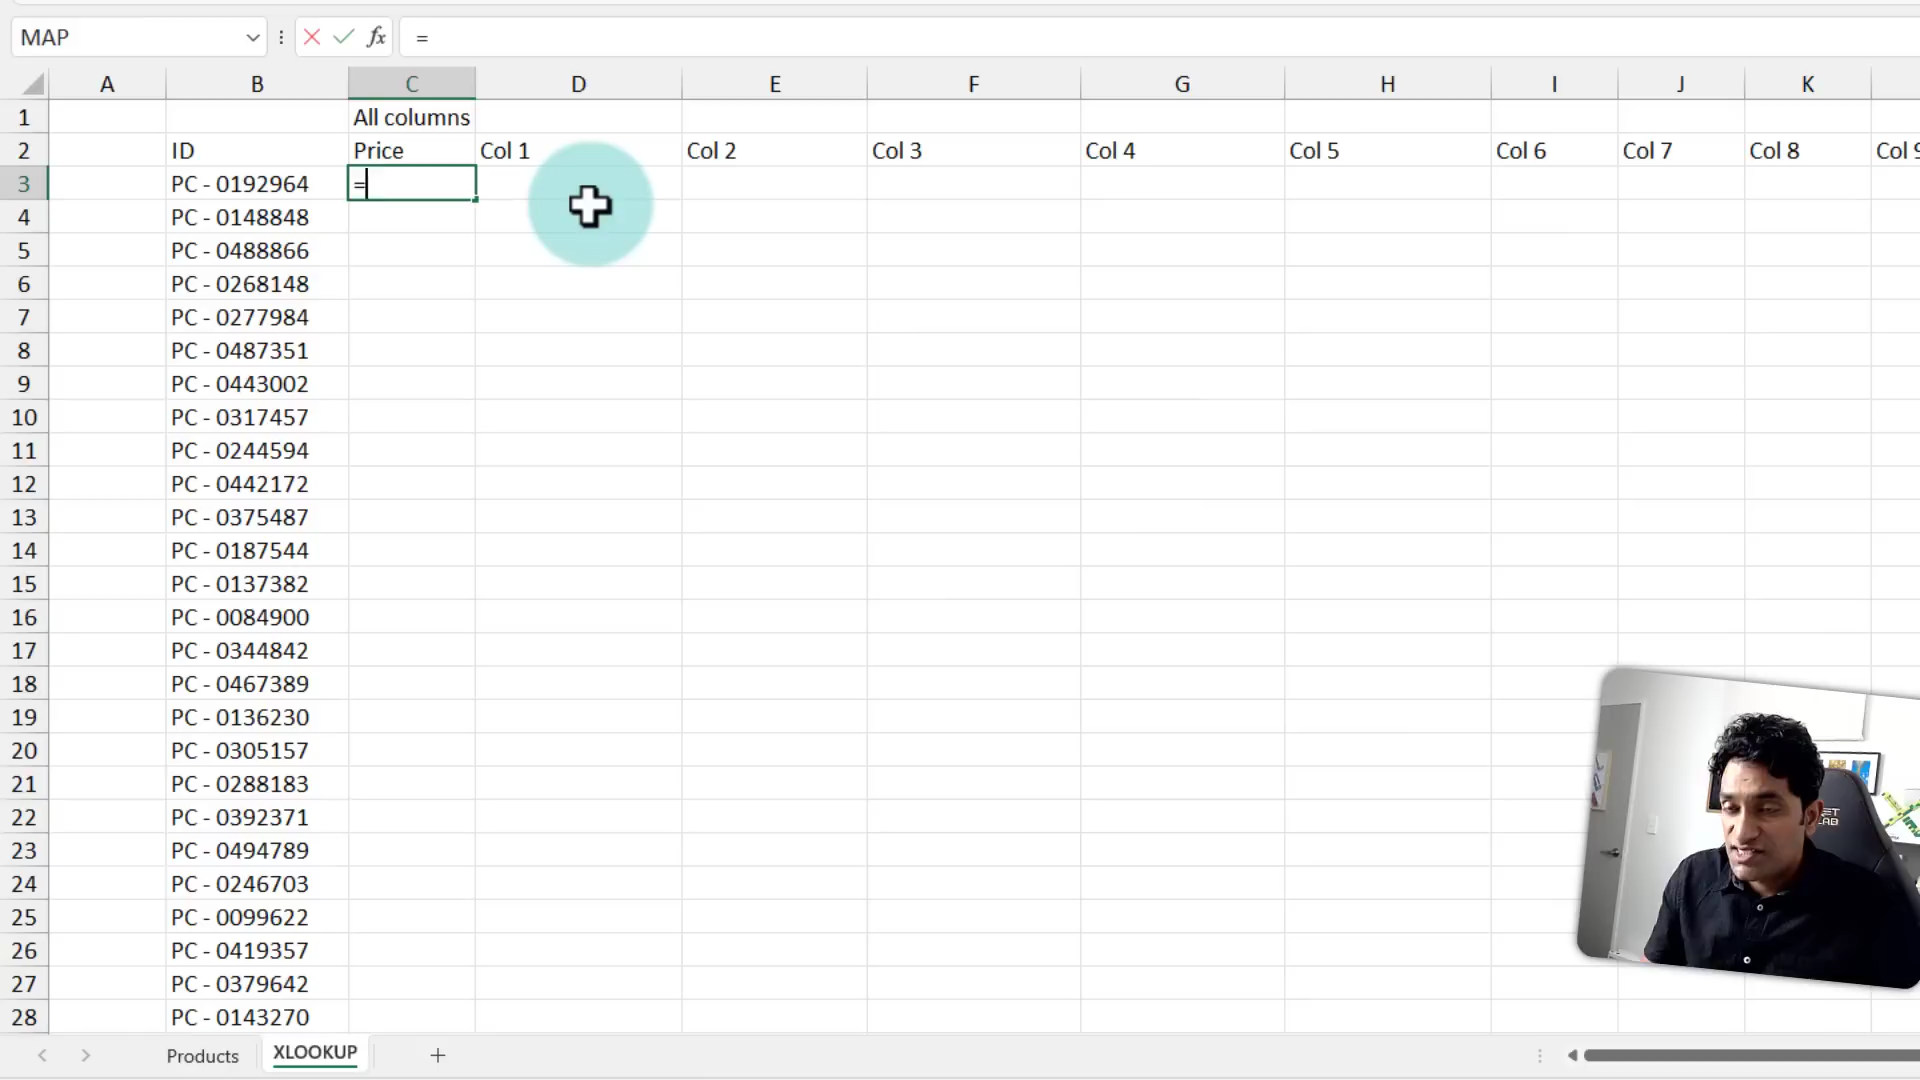 MAP fx =
A B C D E F G H I J K
1 All columns
2 ID Price Col 1 Col 2 Col 3 Col 4 Col 5 Col 6 Col 7 Col 8 Col 9
3 PC - 0192964 =
4 PC - 0148848
5 PC - 0488866
6 PC - 0268148
7 PC - 0277984
8 PC - 0487351
9 PC - 0443002
10 PC - 0317457
11 PC - 0244594
12 PC - 0442172
13 PC - 0375487
14 PC - 0187544
15 PC - 0137382
16 PC - 0084900
17 PC - 0344842
18 PC - 0467389
19 PC - 0136230
20 PC - 0305157
21 PC - 0288183
22 PC - 0392371
23 PC - 0494789
24 PC - 0246703
25 PC - 0099622
26 PC - 0419357
27 PC - 0379642
28 PC - 0143270
Products XLOOKUP +